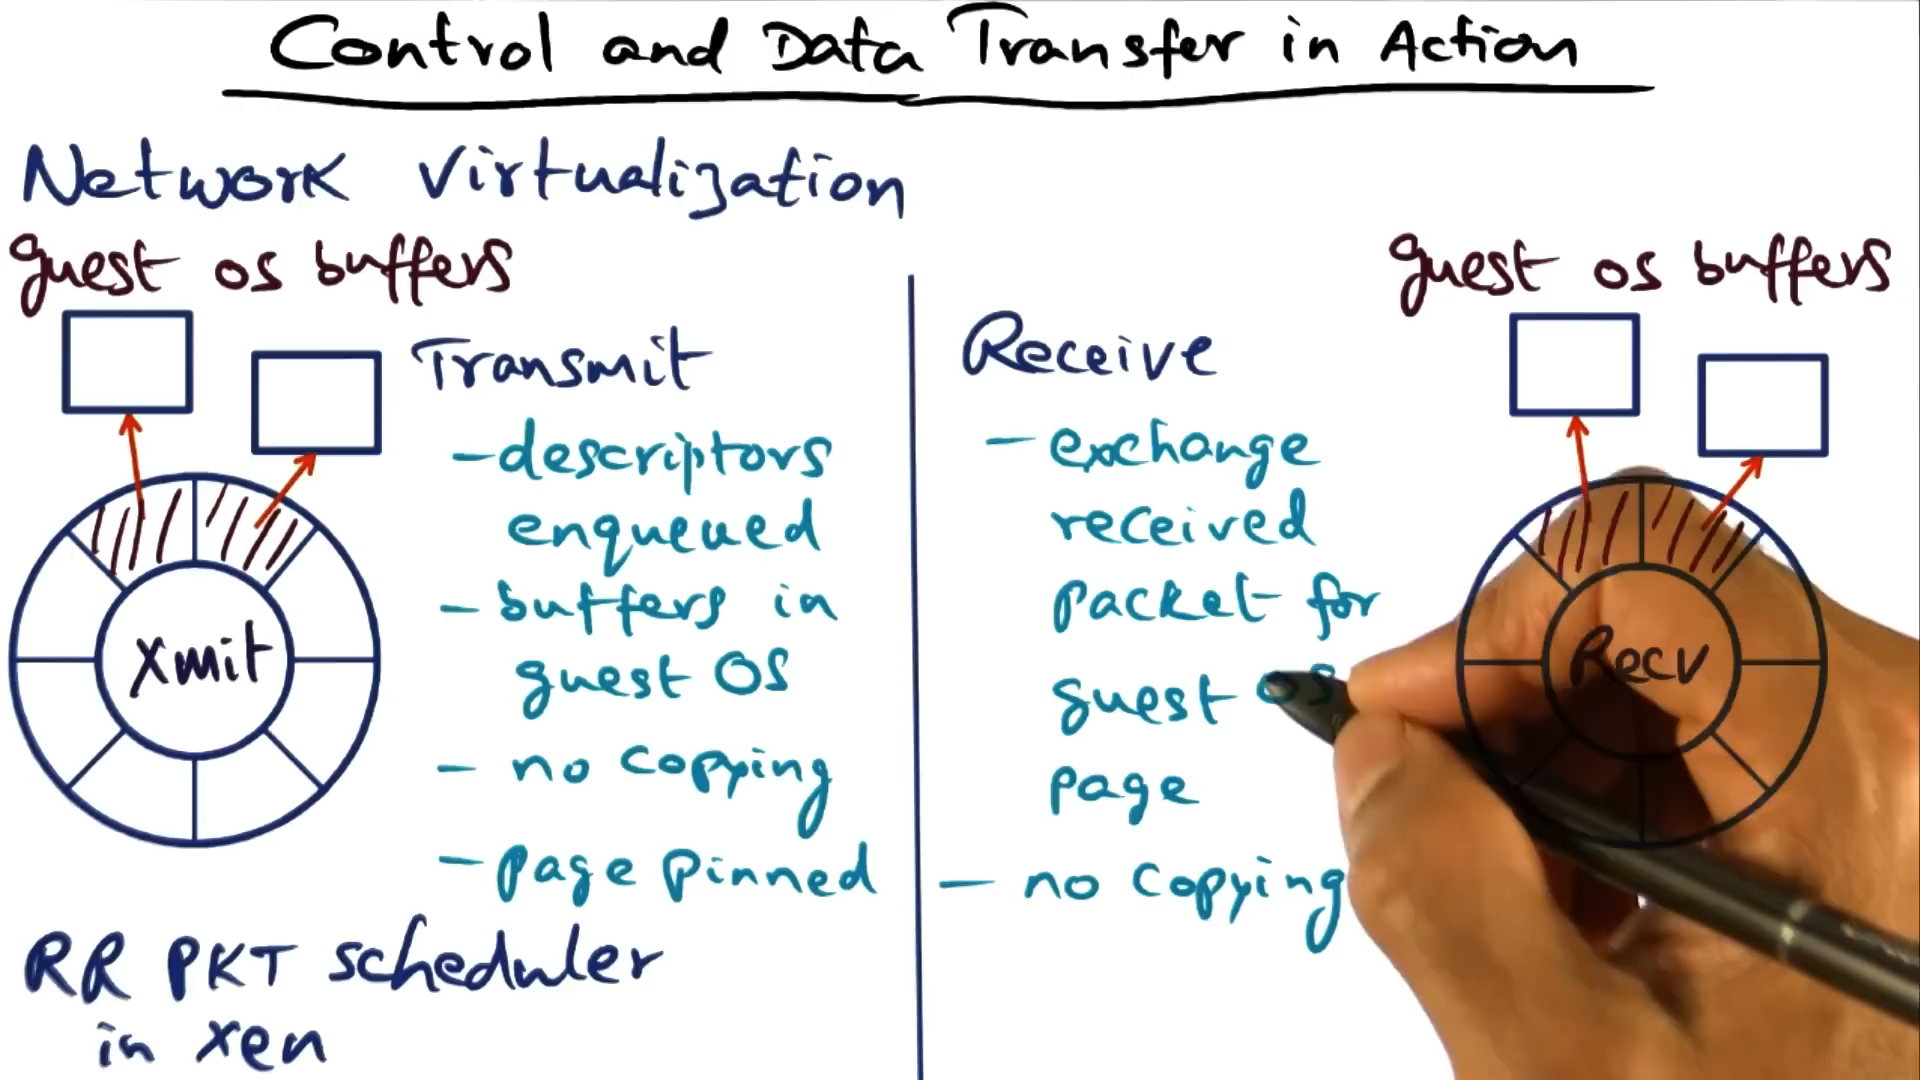 Control and Data Transfer in Action
Network Virtualization
guest os buffers
Transmit
- descriptors
enqueued
- buffers in
guest OS
- no copying
- page pinned
Xmit
RR PKT scheduler
in xen
guest os buffers
Receive
- exchange
received
packet for
guest OS
page
- no copying
Recv